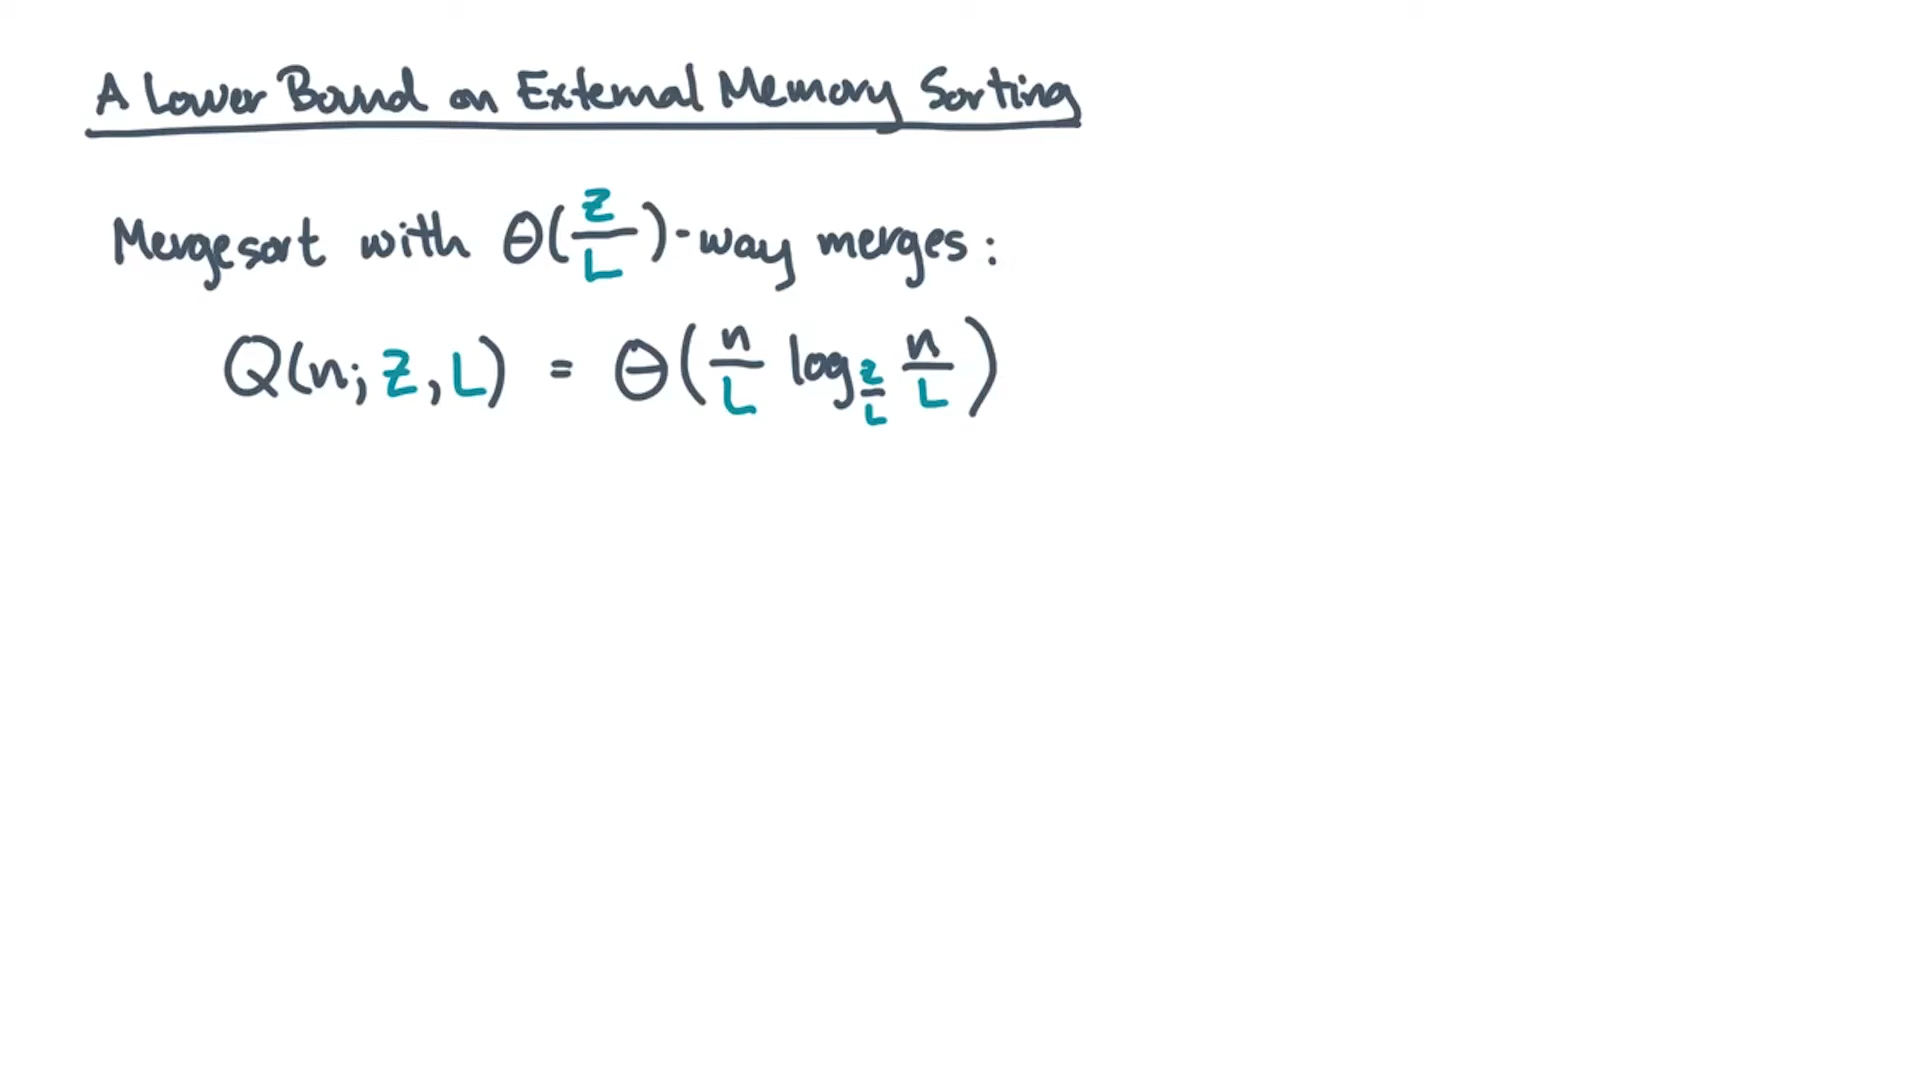 A Lower Bound on External Memory Sorting
Mergesort with Θ(Z/L)-way merges:
Q(n; Z, L) = Θ(n/L log_{Z/L} n/L)